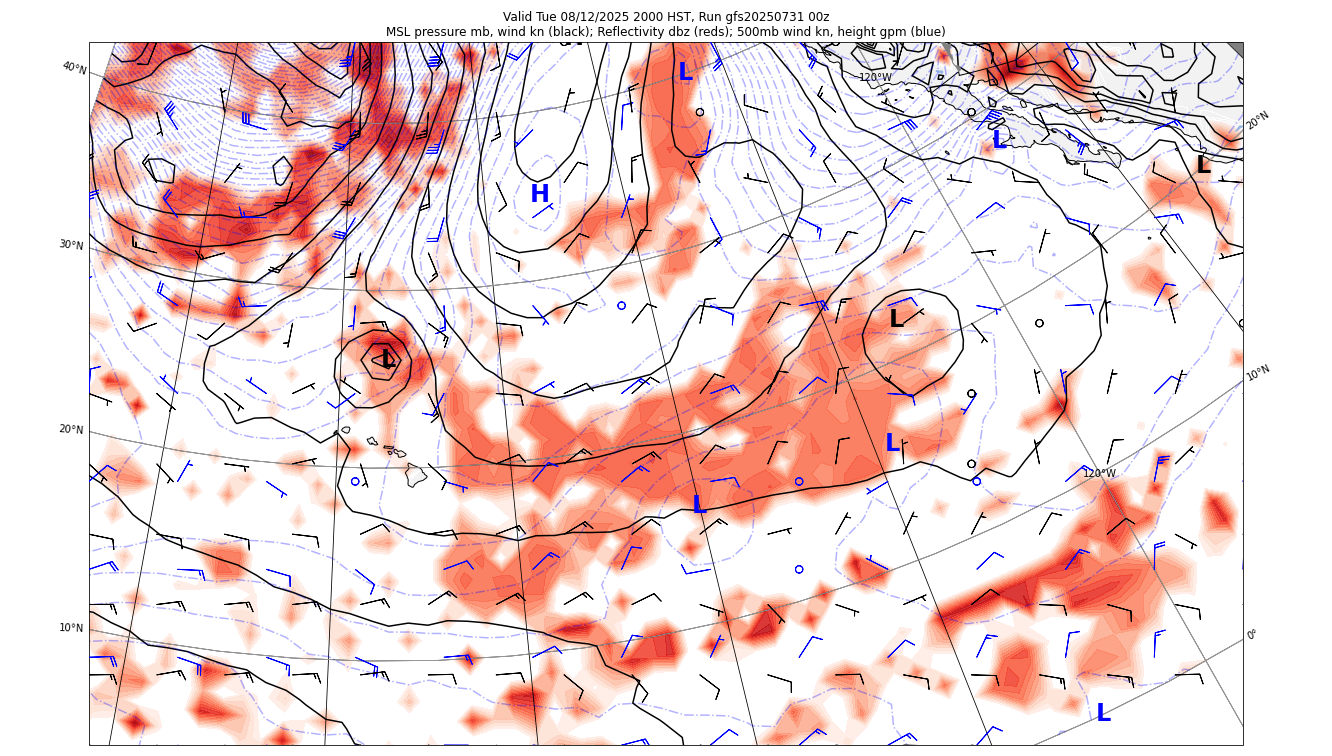 Valid Tue 08/12/2025 2000 HST, Run gfs20250731 00z
MSL pressure mb, wind kn (black); Reflectivity dbz (reds); 500mb wind kn, height gpm (blue)
40°N
120°W
20°N
L
L
L
H
30°N
L
L
10°N
20°N
L
120°W
L
10°N
0°
L